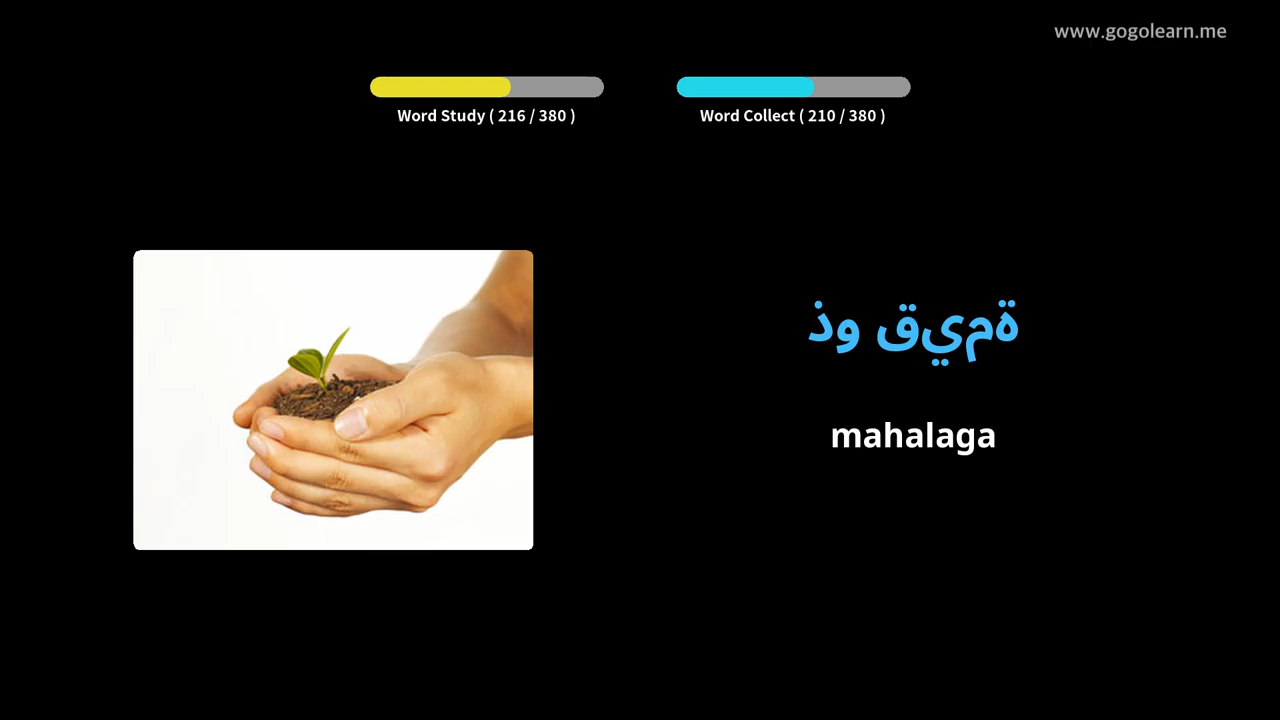 www.gogolearn.me
Word Study ( 216 / 380 )
Word Collect ( 210 / 380 )
ذو قيمة
mahalaga